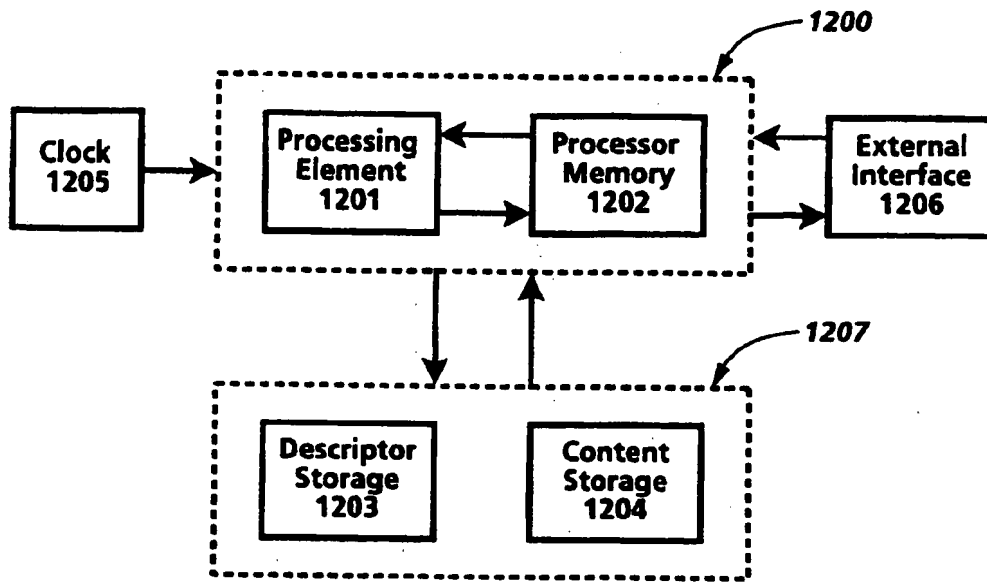 1200
Clock
1205
Processing
Element
1201
Processor
Memory
1202
External
Interface
1206
1207
Descriptor
Storage
1203
Content
Storage
1204